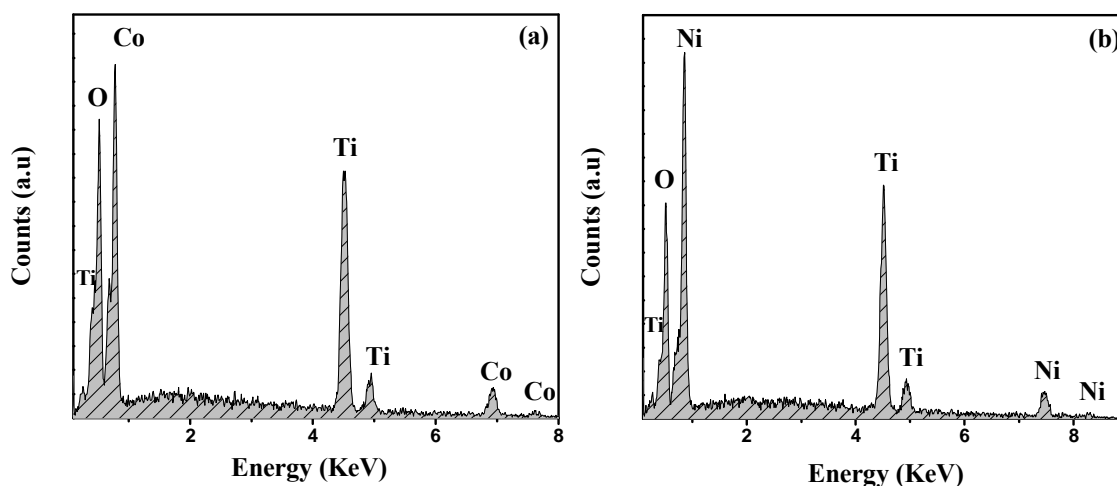 (a)
Co
O
Ti
Ti
Ti
Co
Co
Counts (a.u)
2
4
6
8
Energy (KeV)
(b)
Ni
O
Ti
Ti
Ti
Ni
Ni
Counts (a.u)
2
4
6
8
Energy (KeV)